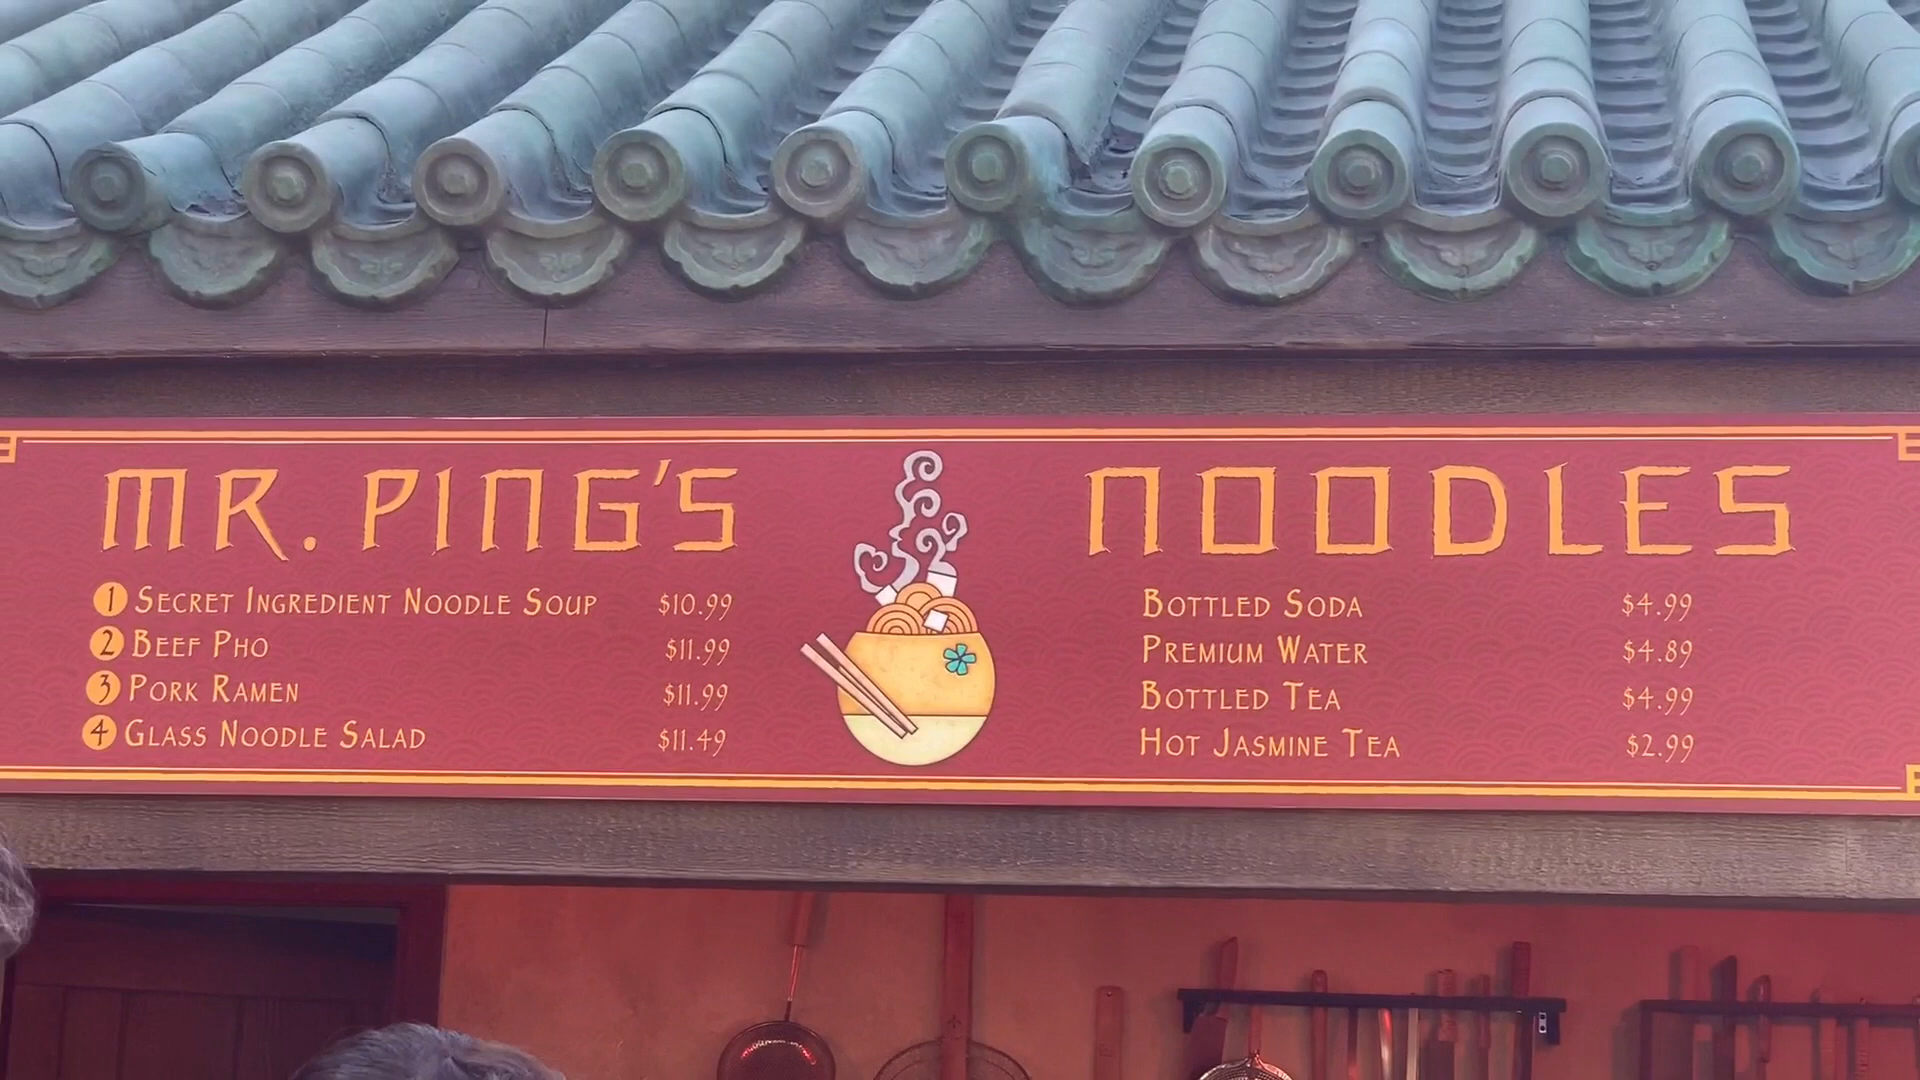 MR. PING'S NOODLES
1 SECRET INGREDIENT NOODLE SOUP $10.99
2 BEEF PHO $11.99
3 PORK RAMEN $11.99
4 GLASS NOODLE SALAD $11.49
BOTTLED SODA $4.99
PREMIUM WATER $4.89
BOTTLED TEA $4.99
HOT JASMINE TEA $2.99